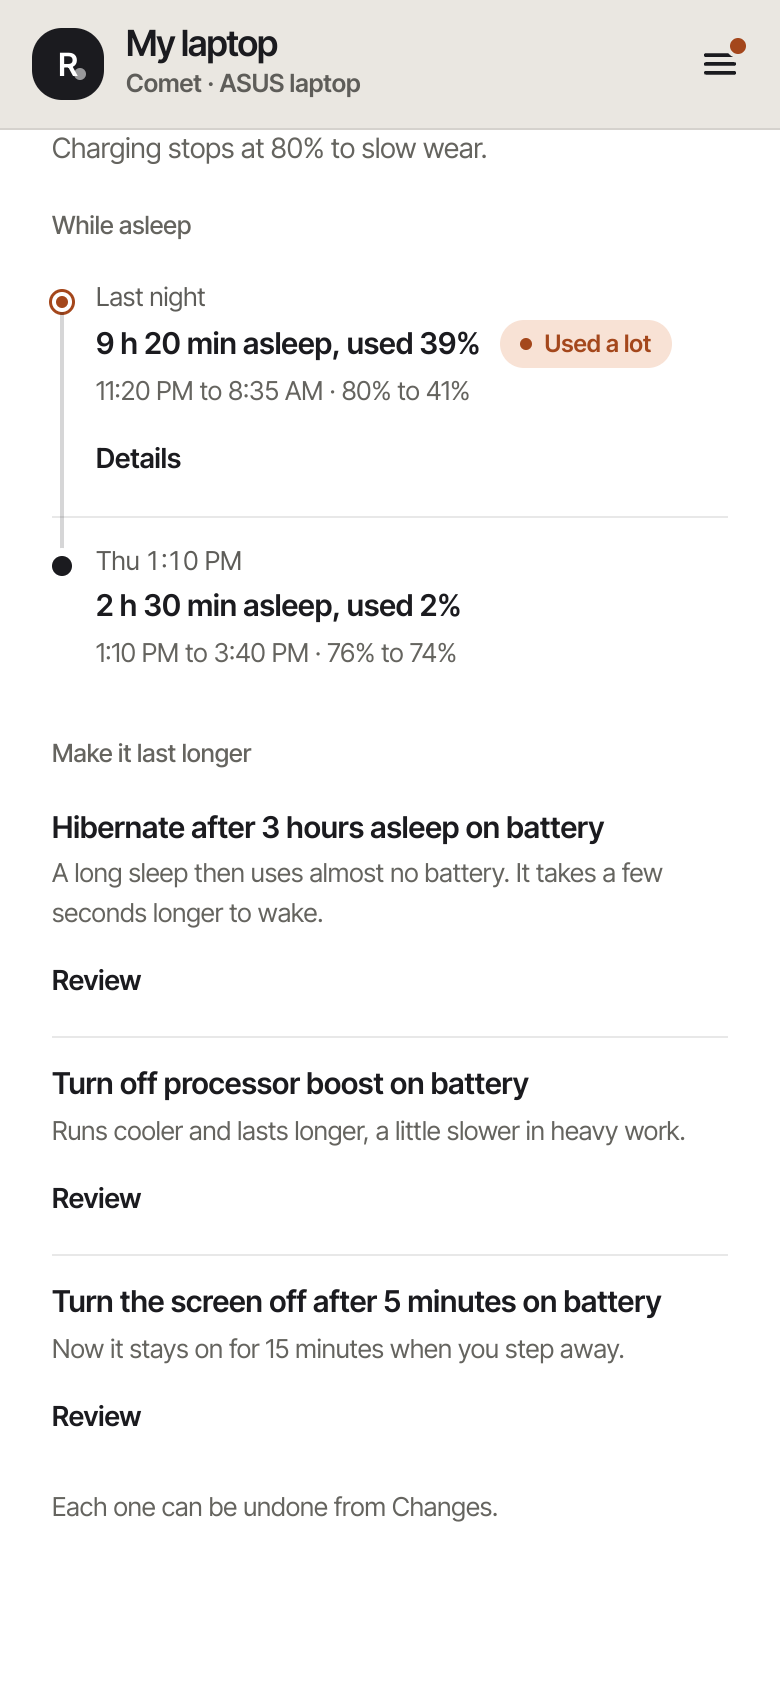 R
My laptop
Comet · ASUS laptop
Charging stops at 80% to slow wear.
While asleep
Last night
9 h 20 min asleep, used 39%
Used a lot
11:20 PM to 8:35 AM · 80% to 41%
Details
Thu 1:10 PM
2 h 30 min asleep, used 2%
1:10 PM to 3:40 PM · 76% to 74%
Make it last longer
Hibernate after 3 hours asleep on battery
A long sleep then uses almost no battery. It takes a few
seconds longer to wake.
Review
Turn off processor boost on battery
Runs cooler and lasts longer, a little slower in heavy work.
Review
Turn the screen off after 5 minutes on battery
Now it stays on for 15 minutes when you step away.
Review
Each one can be undone from Changes.